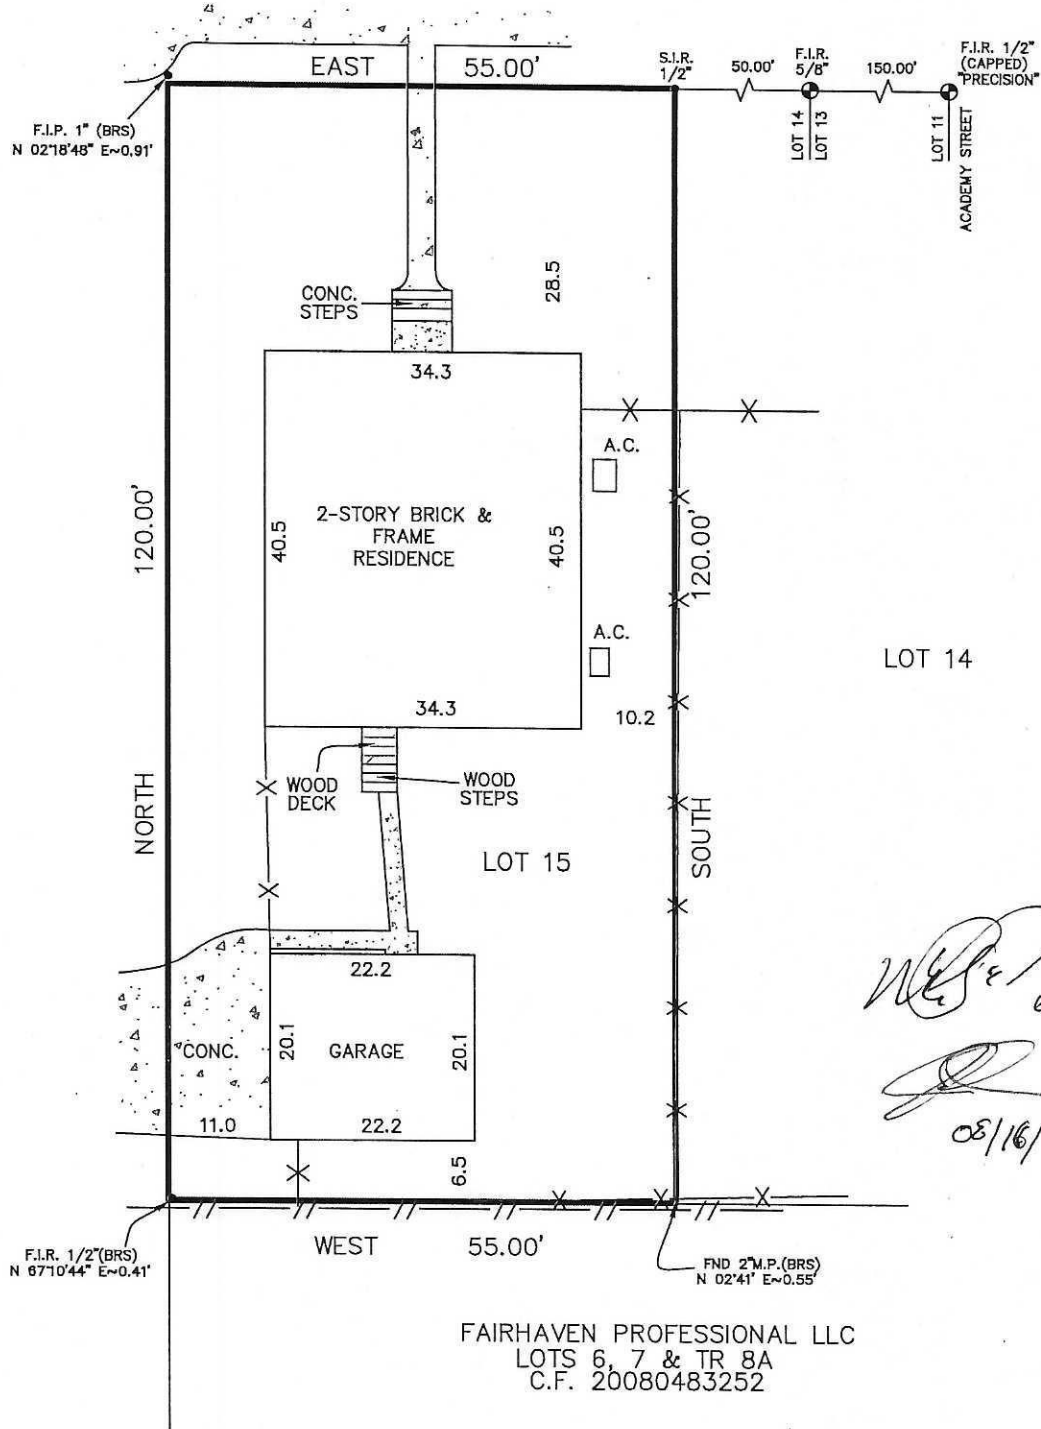 EAST 55.00'
S.I.R.
1/2"
50.00'
F.I.R.
5/8"
150.00'
F.I.R. 1/2"
(CAPPED)
"PRECISION"
F.I.P. 1" (BRS)
N 02°18'48" E~0.91'
LOT 14
LOT 13
LOT 11
ACADEMY STREET
28.5
CONC.
STEPS
34.3
A.C.
120.00'
2-STORY BRICK &
FRAME
RESIDENCE
40.5
40.5
120.00'
A.C.
LOT 14
34.3
10.2
WOOD
DECK
WOOD
STEPS
NORTH
SOUTH
LOT 15
22.2
CONC.
20.1
GARAGE
20.1
11.0
22.2
6.5
08/16/
F.I.R. 1/2"(BRS)
N 67°10'44" E~0.41'
WEST 55.00'
FND 2"M.P.(BRS)
N 02°41' E~0.55'
FAIRHAVEN PROFESSIONAL LLC
LOTS 6, 7 & TR 8A
C.F. 20080483252